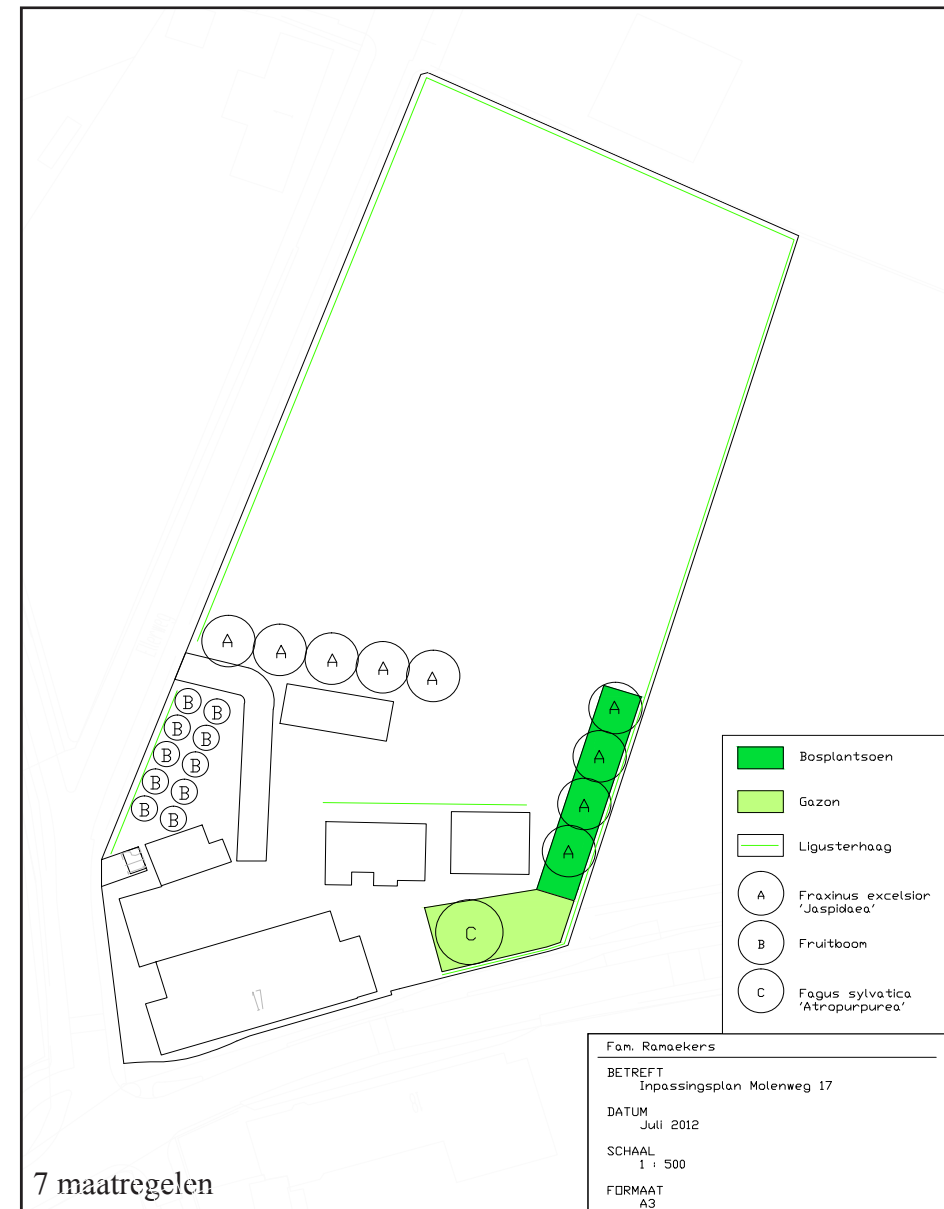 A
A
A
A
A
B
B
B
B
B
B
B
B
B
B
A
A
A
A
C
Bosplantsoen
Gazon
Ligusterhaag
A
Fraxinus excelsior
'Jaspidaea'
B
Fruitboom
C
Fagus sylvatica
'Atropurpurea'
Fam. Ramaekers
BETREFT
Inpassingsplan Molenweg 17
DATUM
Juli 2012
SCHAAL
1 : 500
FORMAAT
A3
7 maatregelen